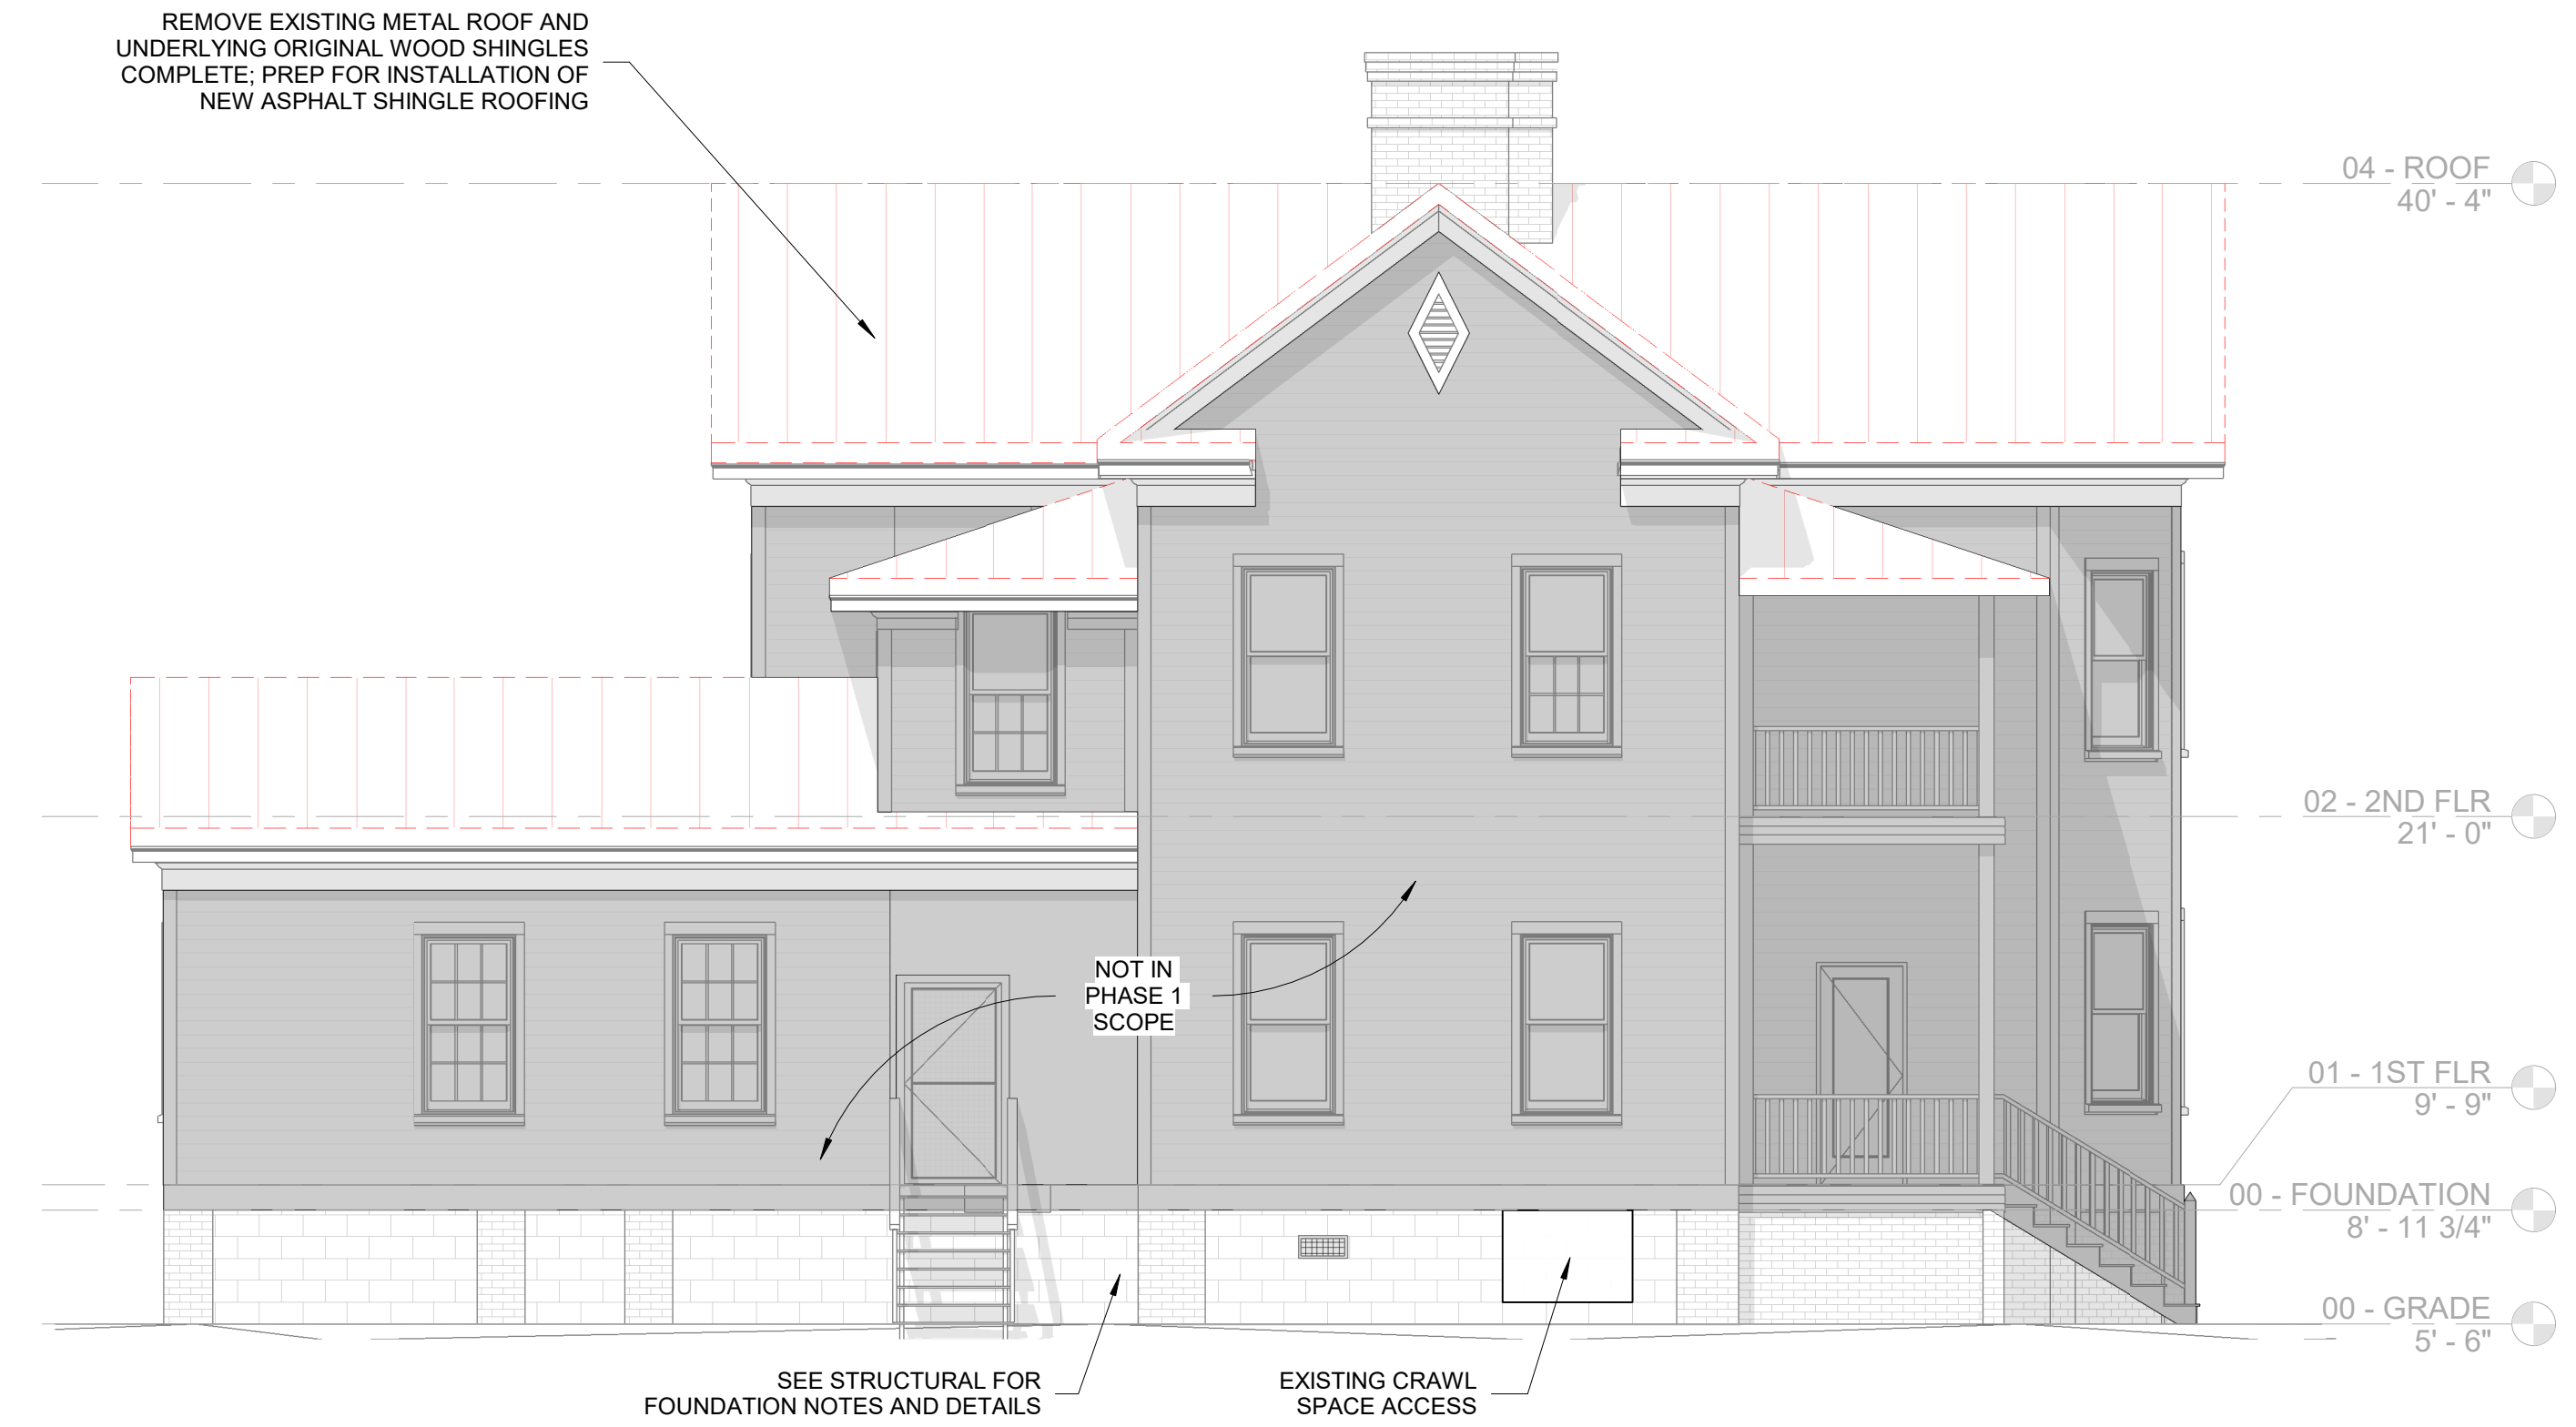 REMOVE EXISTING METAL ROOF AND
UNDERLYING ORIGINAL WOOD SHINGLES
COMPLETE; PREP FOR INSTALLATION OF
NEW ASPHALT SHINGLE ROOFING
04 - ROOF
40' - 4"
02 - 2ND FLR
21' - 0"
NOT IN
PHASE 1
SCOPE
01 - 1ST FLR
9' - 9"
00 - FOUNDATION
8' - 11 3/4"
00 - GRADE
5' - 6"
SEE STRUCTURAL FOR
FOUNDATION NOTES AND DETAILS
EXISTING CRAWL
SPACE ACCESS